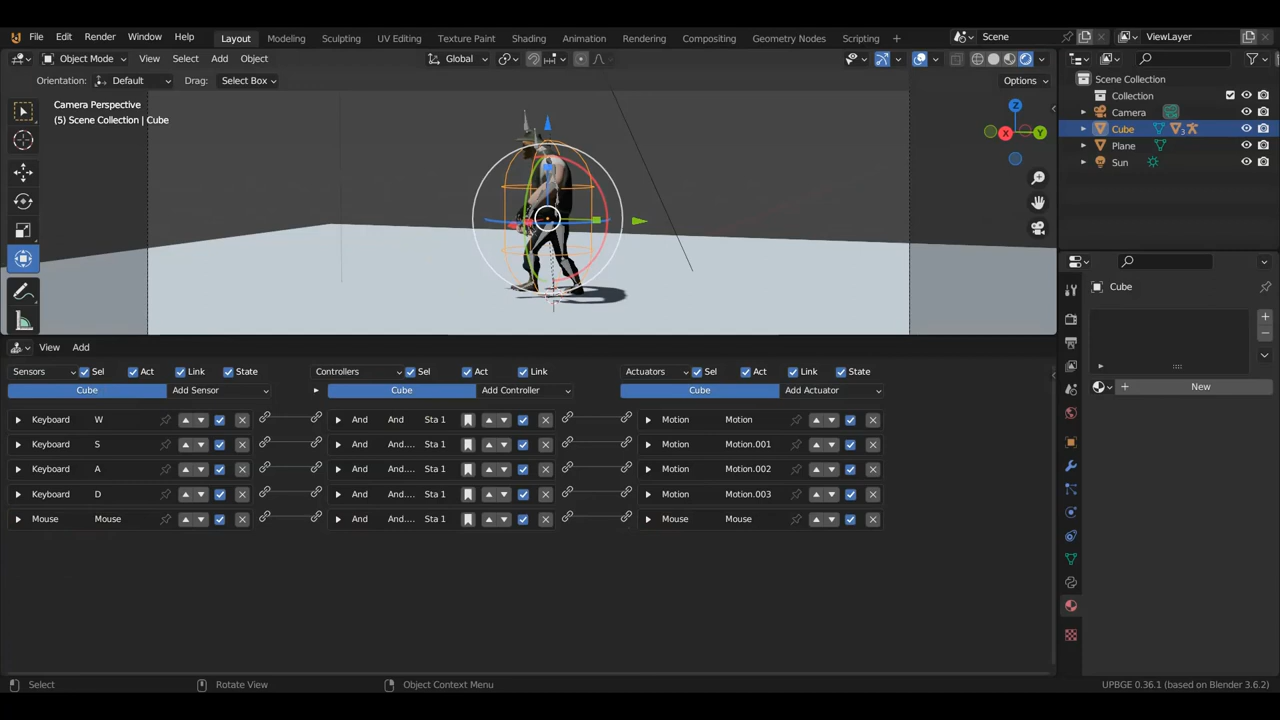 File Edit Render Window Help Layout Modeling Sculpting UV Editing Texture Paint Shading Animation Rendering Compositing Geometry Nodes Scripting + Scene ViewLayer
Object Mode View Select Add Object Global
Orientation: Default Drag: Select Box Options
Camera Perspective
(5) Scene Collection | Cube
Z
X
Y
Scene Collection
Collection
Camera
Cube 3
Plane
Sun
Cube
+ New
View Add
Sensors Sel Act Link State Controllers Sel Act Link Actuators Sel Act Link State
Cube Add Sensor Cube Add Controller Cube Add Actuator
Keyboard W And And Sta 1 Motion Motion
Keyboard S And And.... Sta 1 Motion Motion.001
Keyboard A And And.... Sta 1 Motion Motion.002
Keyboard D And And.... Sta 1 Motion Motion.003
Mouse Mouse And And.... Sta 1 Mouse Mouse
Select Rotate View Object Context Menu UPBGE 0.36.1 (based on Blender 3.6.2)